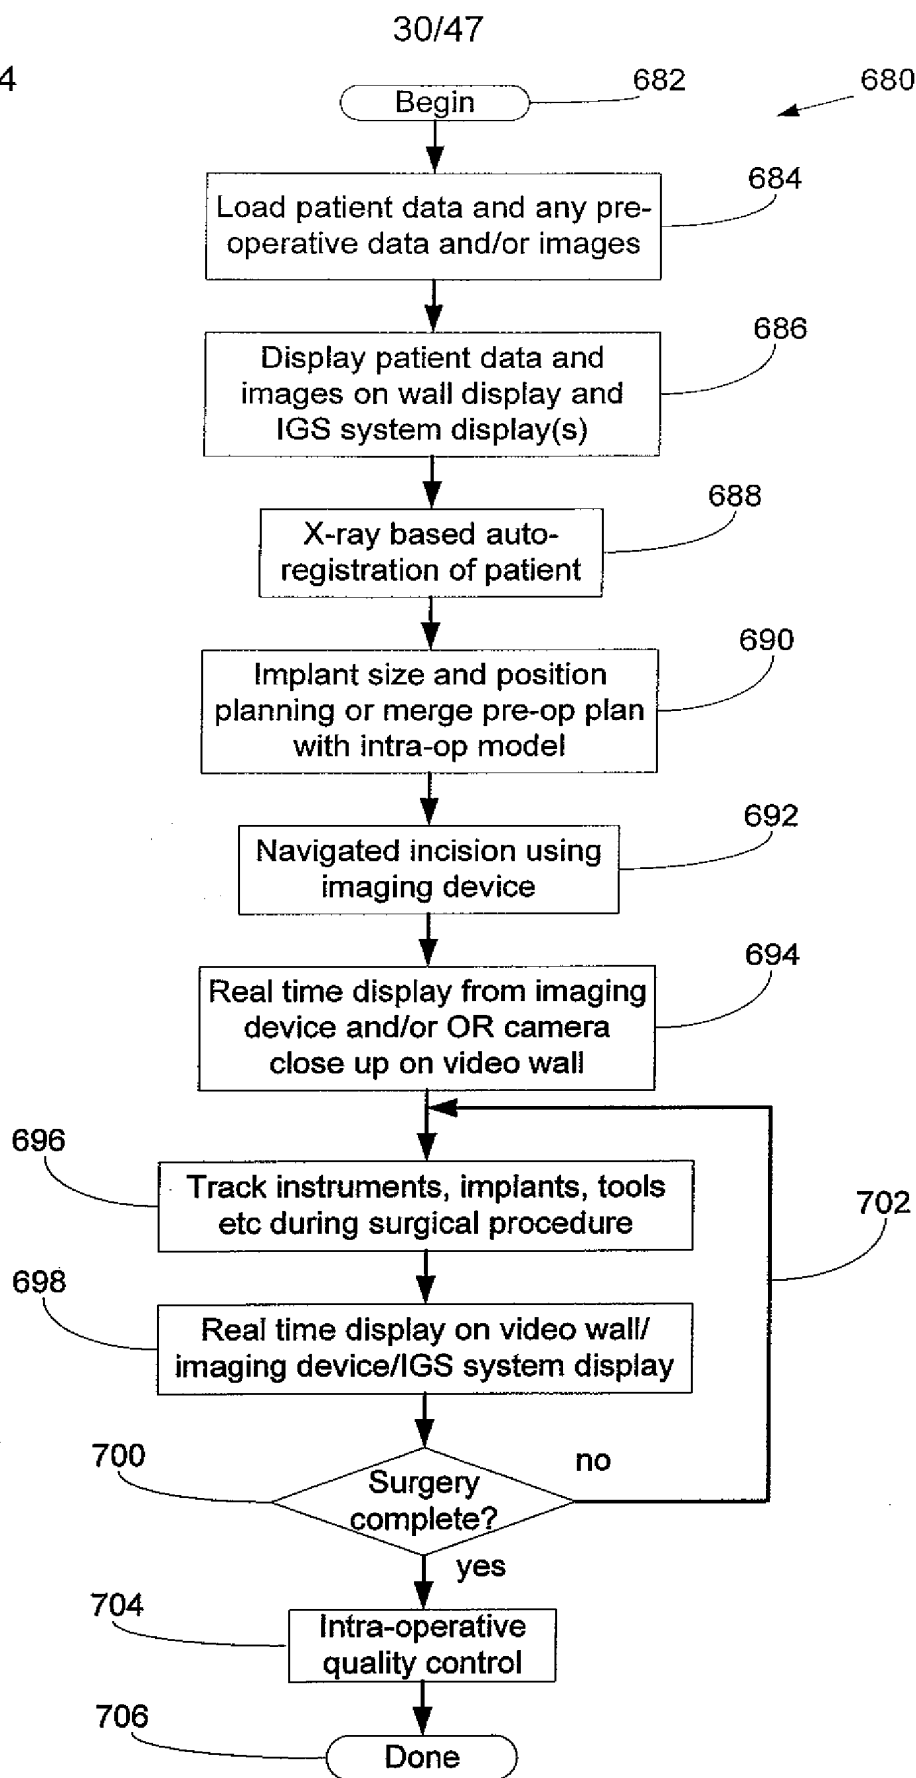 30/47
4
Begin
682
680
Load patient data and any pre-
operative data and/or images
684
Display patient data and
images on wall display and
IGS system display(s)
686
X-ray based auto-
registration of patient
688
Implant size and position
planning or merge pre-op plan
with intra-op model
690
Navigated incision using
imaging device
692
Real time display from imaging
device and/or OR camera
close up on video wall
694
696
Track instruments, implants, tools
etc during surgical procedure
702
698
Real time display on video wall/
imaging device/IGS system display
700
Surgery
complete?
no
yes
704
Intra-operative
quality control
706
Done